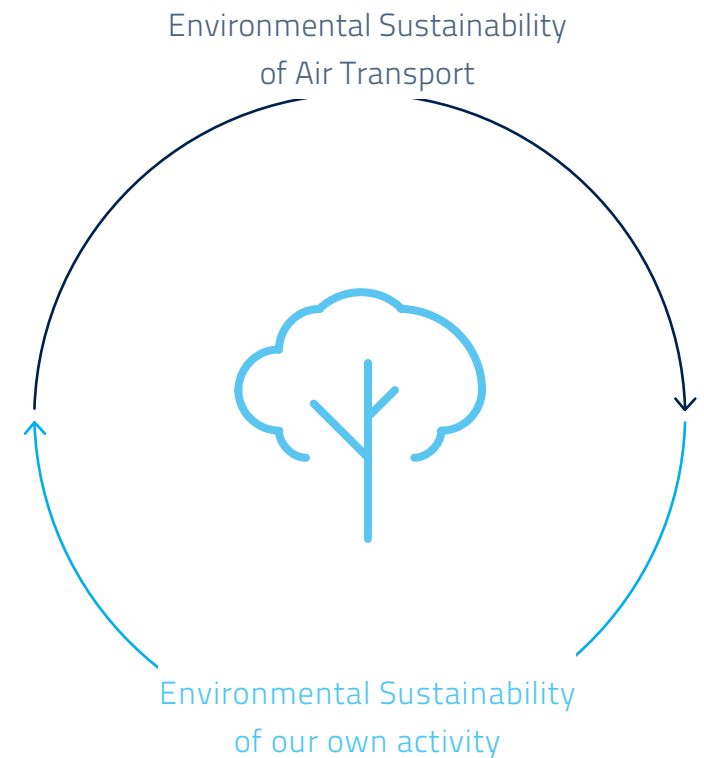 Environmental Sustainability
of Air Transport
Environmental Sustainability
of our own activity